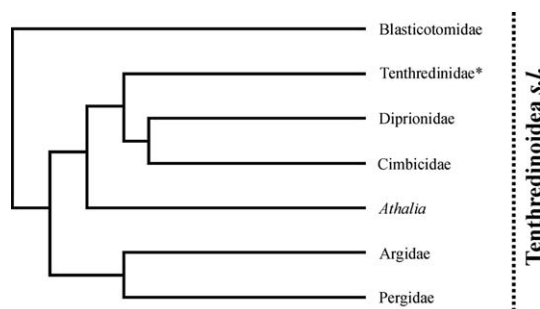 Blasticotomidae
Tenthredinidae*
Diprionidae
Cimbicidae
Athalia
Argidae
Pergidae
Tenthredinoidea s.l.